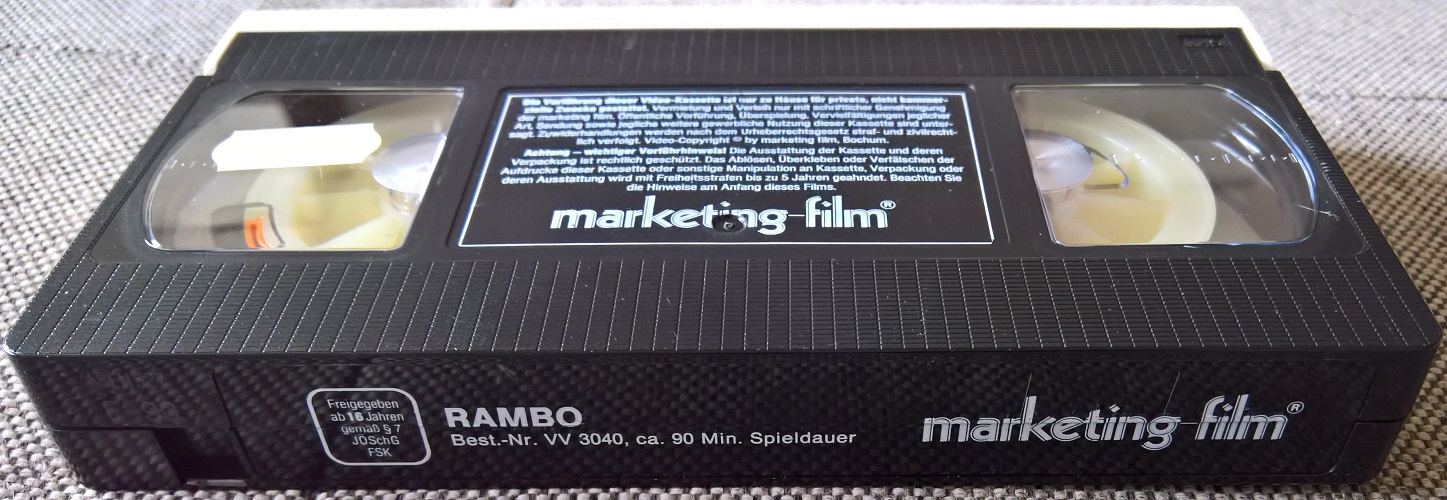 Die Vorführung dieser Video-Kassette ist nur zu Hause für private, nicht kommer-
zielle Zwecke gestattet. Vermietung und Verleih nur mit schriftlicher Genehmigung
der marketing film. Öffentliche Vorführung, Überspielung, Vervielfältigungen jeglicher
Art, Sendung sowie jegliche weitere gewerbliche Nutzung dieser Kassette sind unter-
sagt. Zuwiderhandlungen werden nach dem Urheberrechtsgesetz straf- und zivilrecht-
lich verfolgt. Video-Copyright © by marketing film, Bochum.
Achtung – wichtiger Vorführhinweis! Die Ausstattung der Kassette und deren
Verpackung ist rechtlich geschützt. Das Ablösen, Überkleben oder Verfälschen der
Aufdrucke dieser Kassette oder sonstige Manipulation an Kassette, Verpackung oder
deren Ausstattung wird mit Freiheitsstrafen bis zu 5 Jahren geahndet. Beachten Sie
die Hinweise am Anfang dieses Films.
marketing-film®
Freigegeben
ab 16 Jahren
gemäß § 7
JÖSchG
FSK
RAMBO
Best.-Nr. VV 3040, ca. 90 Min. Spieldauer
marketing-film®